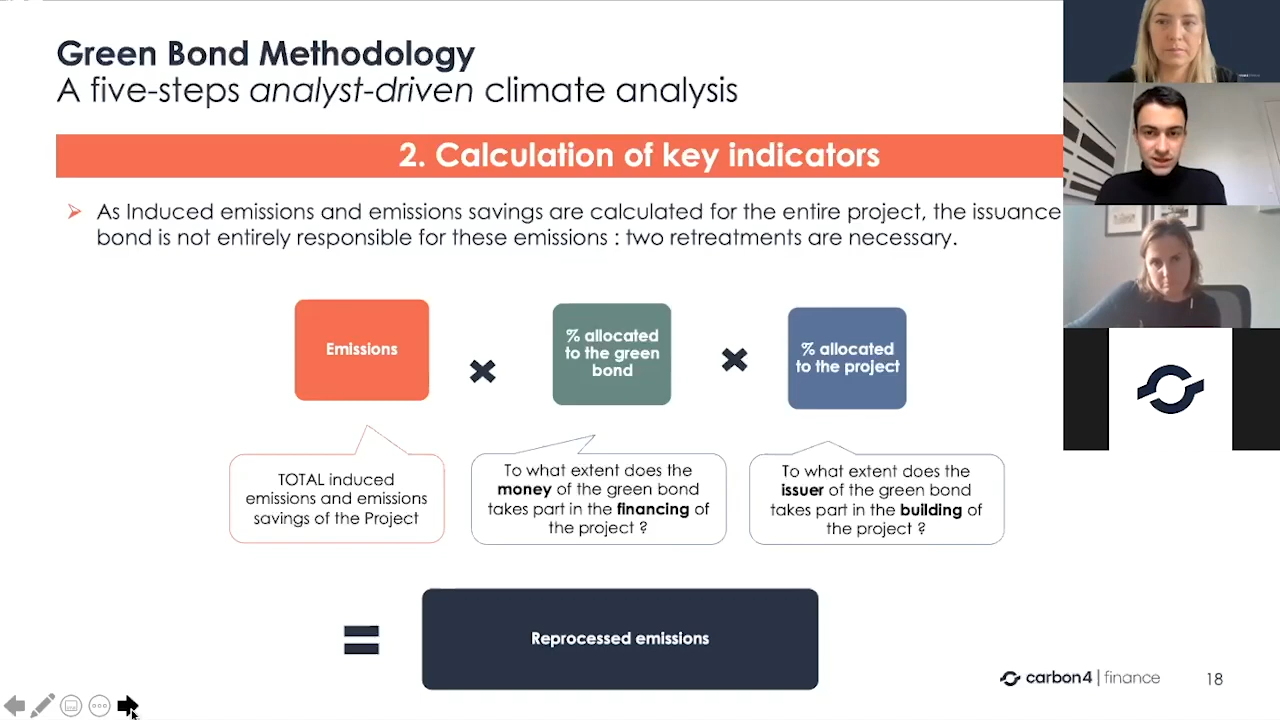 Green Bond Methodology
A five-steps analyst-driven climate analysis
2. Calculation of key indicators
As Induced emissions and emissions savings are calculated for the entire project, the issuance
bond is not entirely responsible for these emissions : two retreatments are necessary.
Emissions
% allocated
to the green
bond
% allocated
to the project
TOTAL induced
emissions and emissions
savings of the Project
To what extent does the
money of the green bond
takes part in the financing of
the project ?
To what extent does the
issuer of the green bond
takes part in the building of
the project ?
=
Reprocessed emissions
carbon4 | finance
18